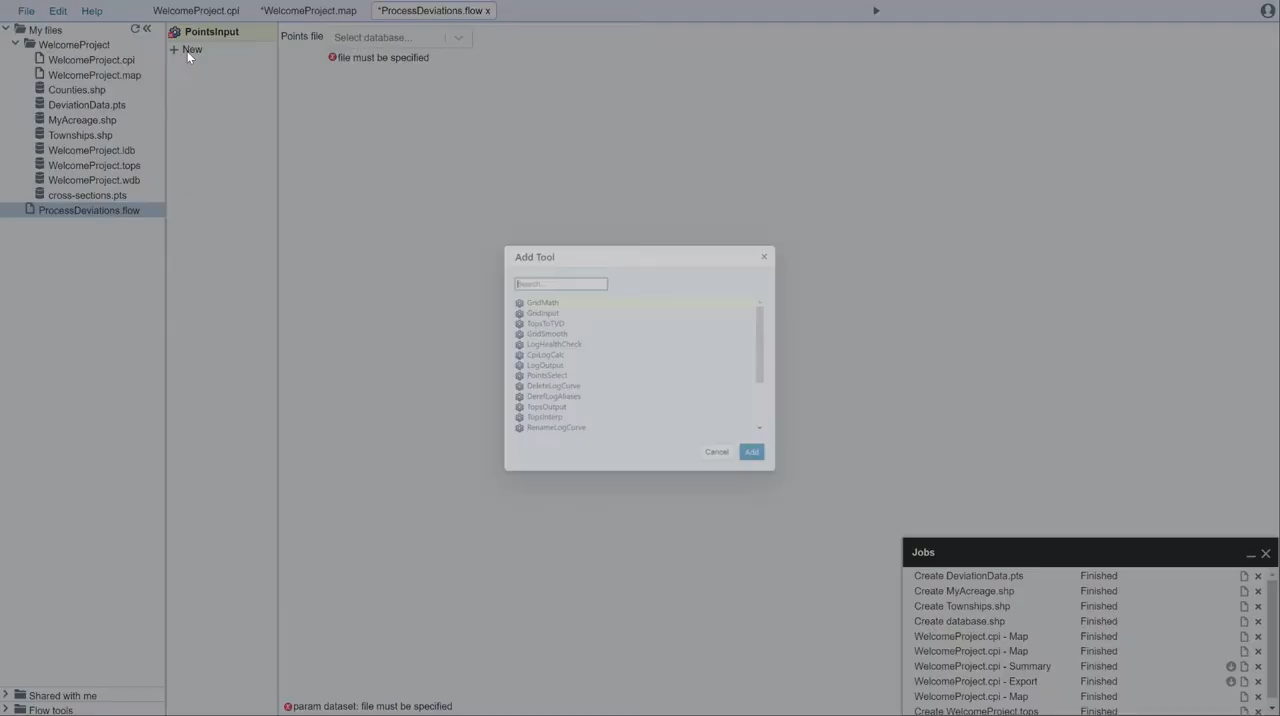 File Edit Help WelcomeProject.cpi *WelcomeProject.map *ProcessDeviations.flow x
My files
WelcomeProject
WelcomeProject.cpi
WelcomeProject.map
Counties.shp
DeviationData.pts
MyAcreage.shp
Townships.shp
WelcomeProject.ldb
WelcomeProject.tops
WelcomeProject.wdb
cross-sections.pts
ProcessDeviations.flow
Shared with me
Flow tools
PointsInput
+ New
Points file Select database...
file must be specified
Add Tool
Search...
GridMath
GridInput
TopsToTVD
GridSmooth
LogHealthCheck
CpiLogCalc
LogOutput
PointsSelect
DeleteLogCurve
DerefLogAliases
TopsOutput
TopsInterp
RenameLogCurve
Cancel Add
param dataset: file must be specified
Jobs
Create DeviationData.pts Finished
Create MyAcreage.shp Finished
Create Townships.shp Finished
Create database.shp Finished
WelcomeProject.cpi - Map Finished
WelcomeProject.cpi - Map Finished
WelcomeProject.cpi - Summary Finished
WelcomeProject.cpi - Export Finished
WelcomeProject.cpi - Map Finished
Create WelcomeProject.tops Finished